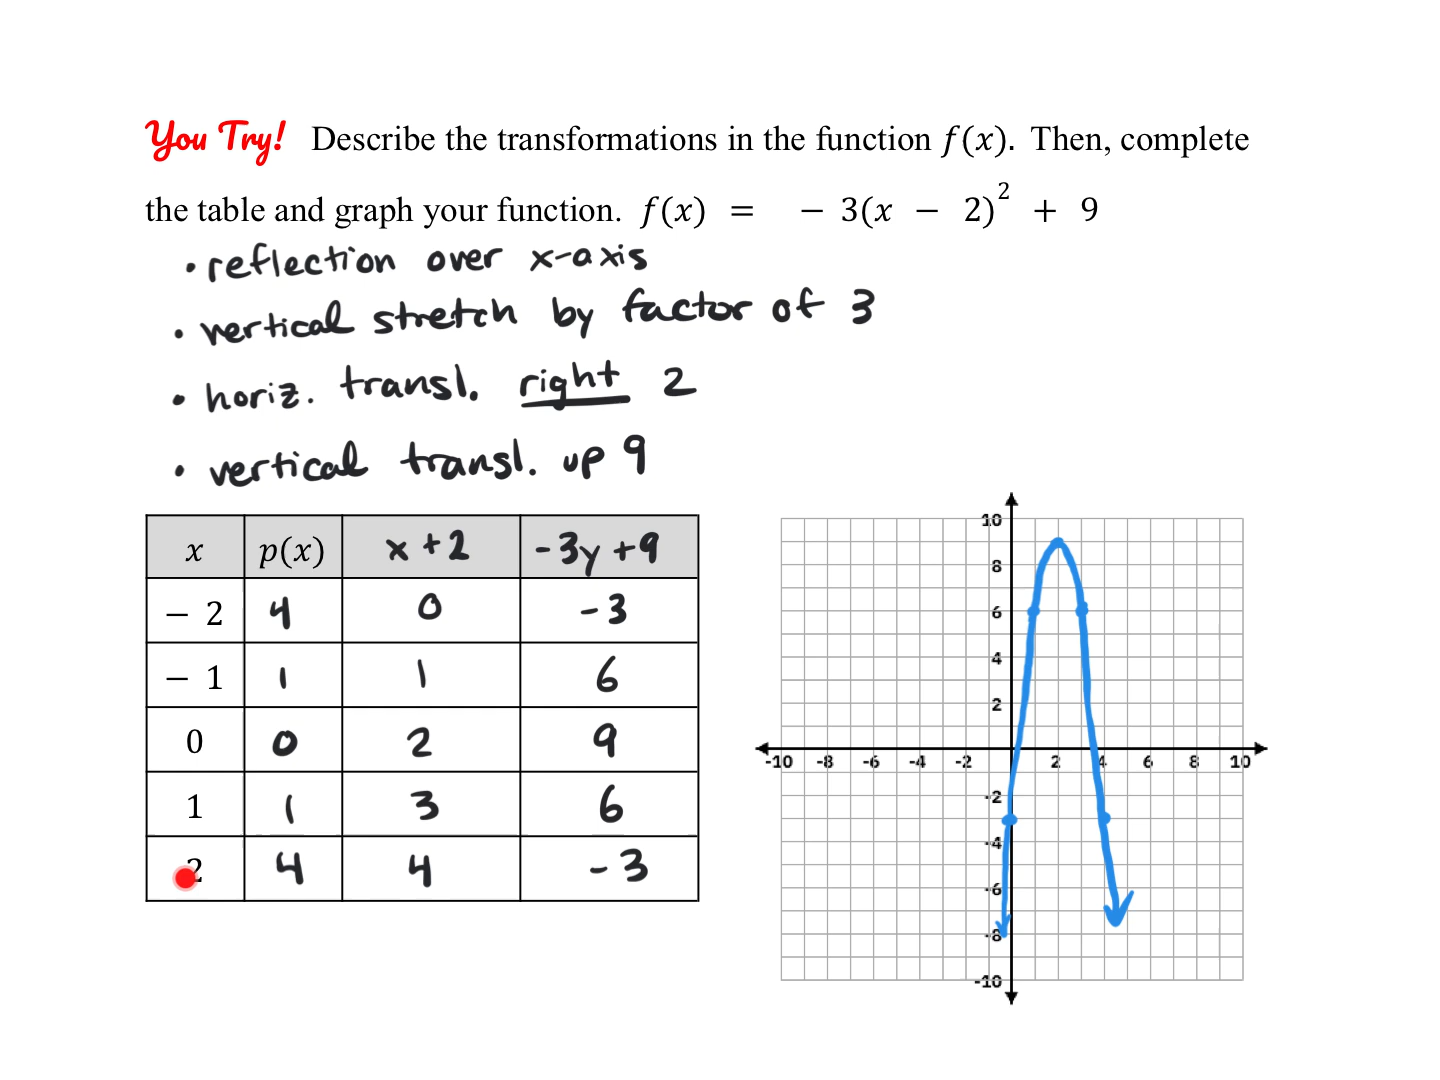 You Try! Describe the transformations in the function f(x). Then, complete
the table and graph your function. f(x) = − 3(x − 2)² + 9
• reflection over x-axis
• vertical stretch by factor of 3
• horiz. transl. right 2
• vertical transl. up 9
x p(x) x+2 -3y+9
− 2 4 0 -3
− 1 1 1 6
0 0 2 9
1 1 3 6
2 4 4 -3
10
8
6
4
2
-10 -8 -6 -4 -2 2 4 6 8 10
-2
-4
-6
-8
-10